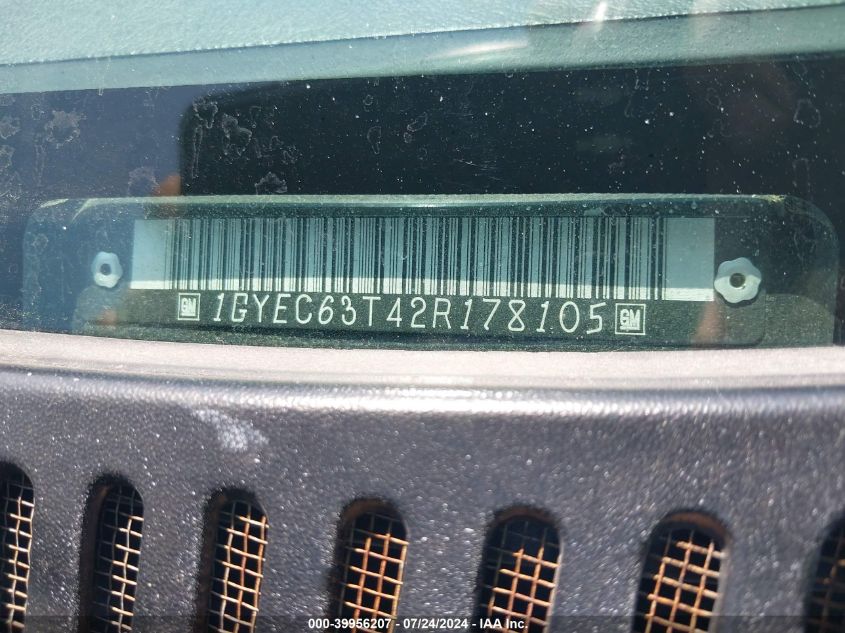 GM 1GYEC63T42R178105 GM
000-39956207 - 07/24/2024 - IAA Inc.